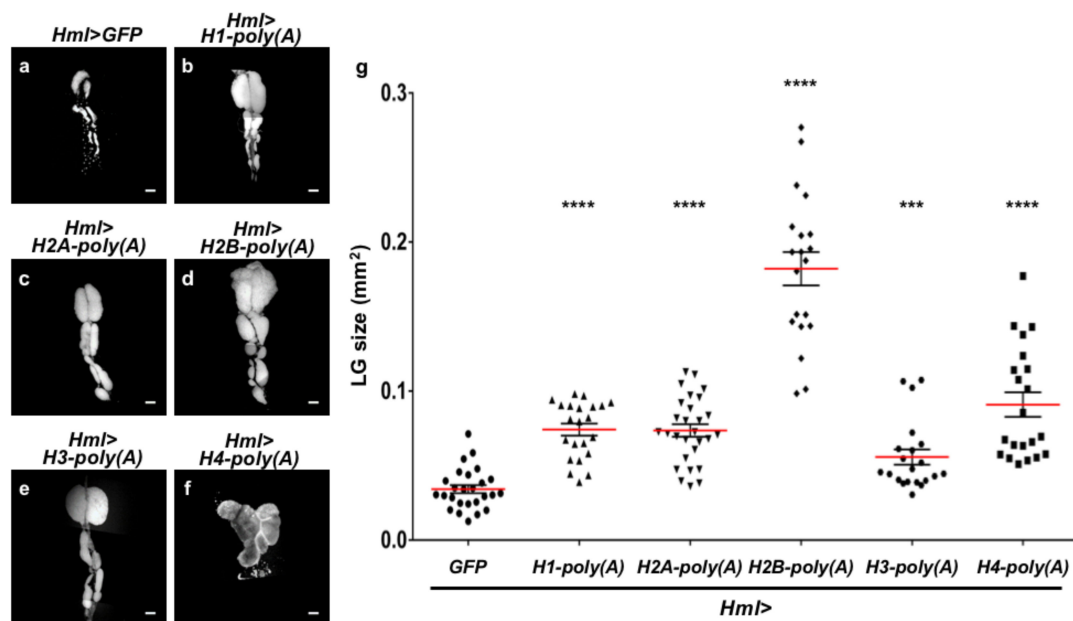 Hml>GFP
Hml>
H1-poly(A)
a
b
Hml>
H2A-poly(A)
Hml>
H2B-poly(A)
c
d
Hml>
H3-poly(A)
Hml>
H4-poly(A)
e
f
g
LG size (mm²)
0.3
0.2
0.1
0.0
****
****
****
***
****
GFP H1-poly(A) H2A-poly(A) H2B-poly(A) H3-poly(A) H4-poly(A)
Hml>